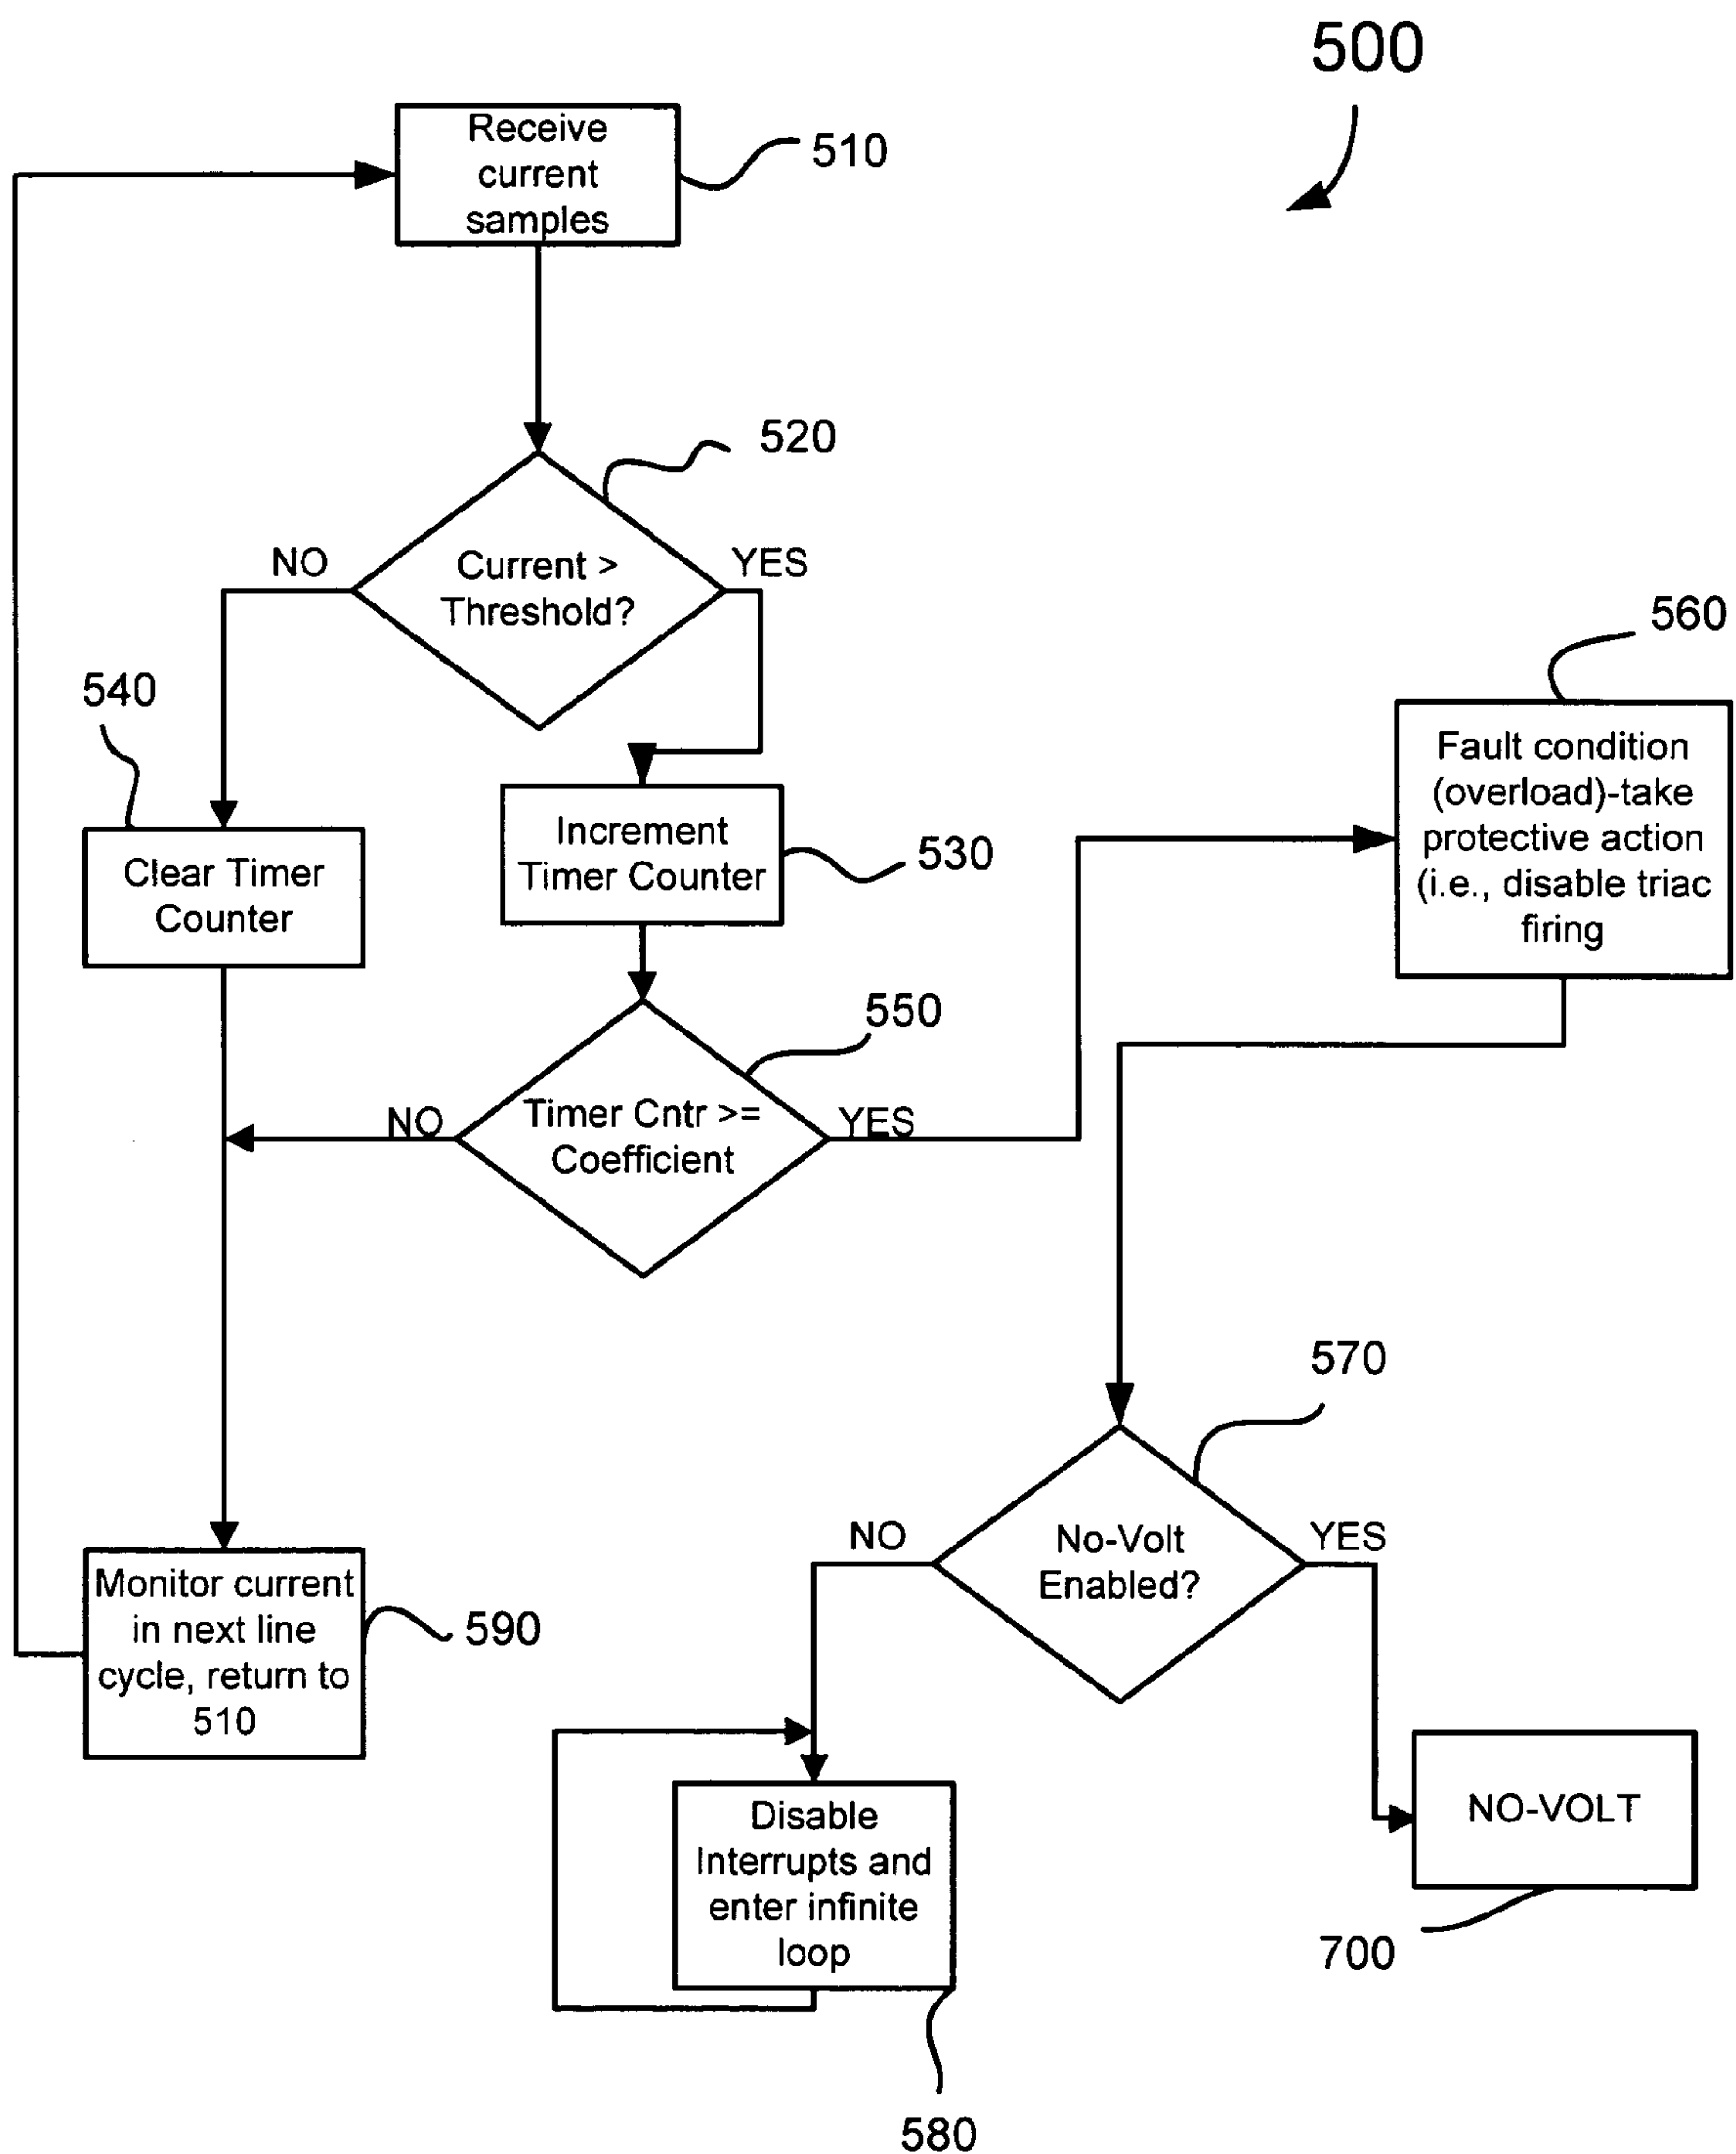 500
Receive
current
samples
510
520
NO
Current >
Threshold?
YES
540
560
Clear Timer
Counter
Increment
Timer Counter
530
Fault condition
(overload)-take
protective action
(i.e., disable triac
firing
550
NO
Timer Cntr >=
Coefficient
YES
570
NO
No-Volt
Enabled?
YES
Monitor current
in next line
cycle, return to
510
590
Disable
Interrupts and
enter infinite
loop
NO-VOLT
700
580